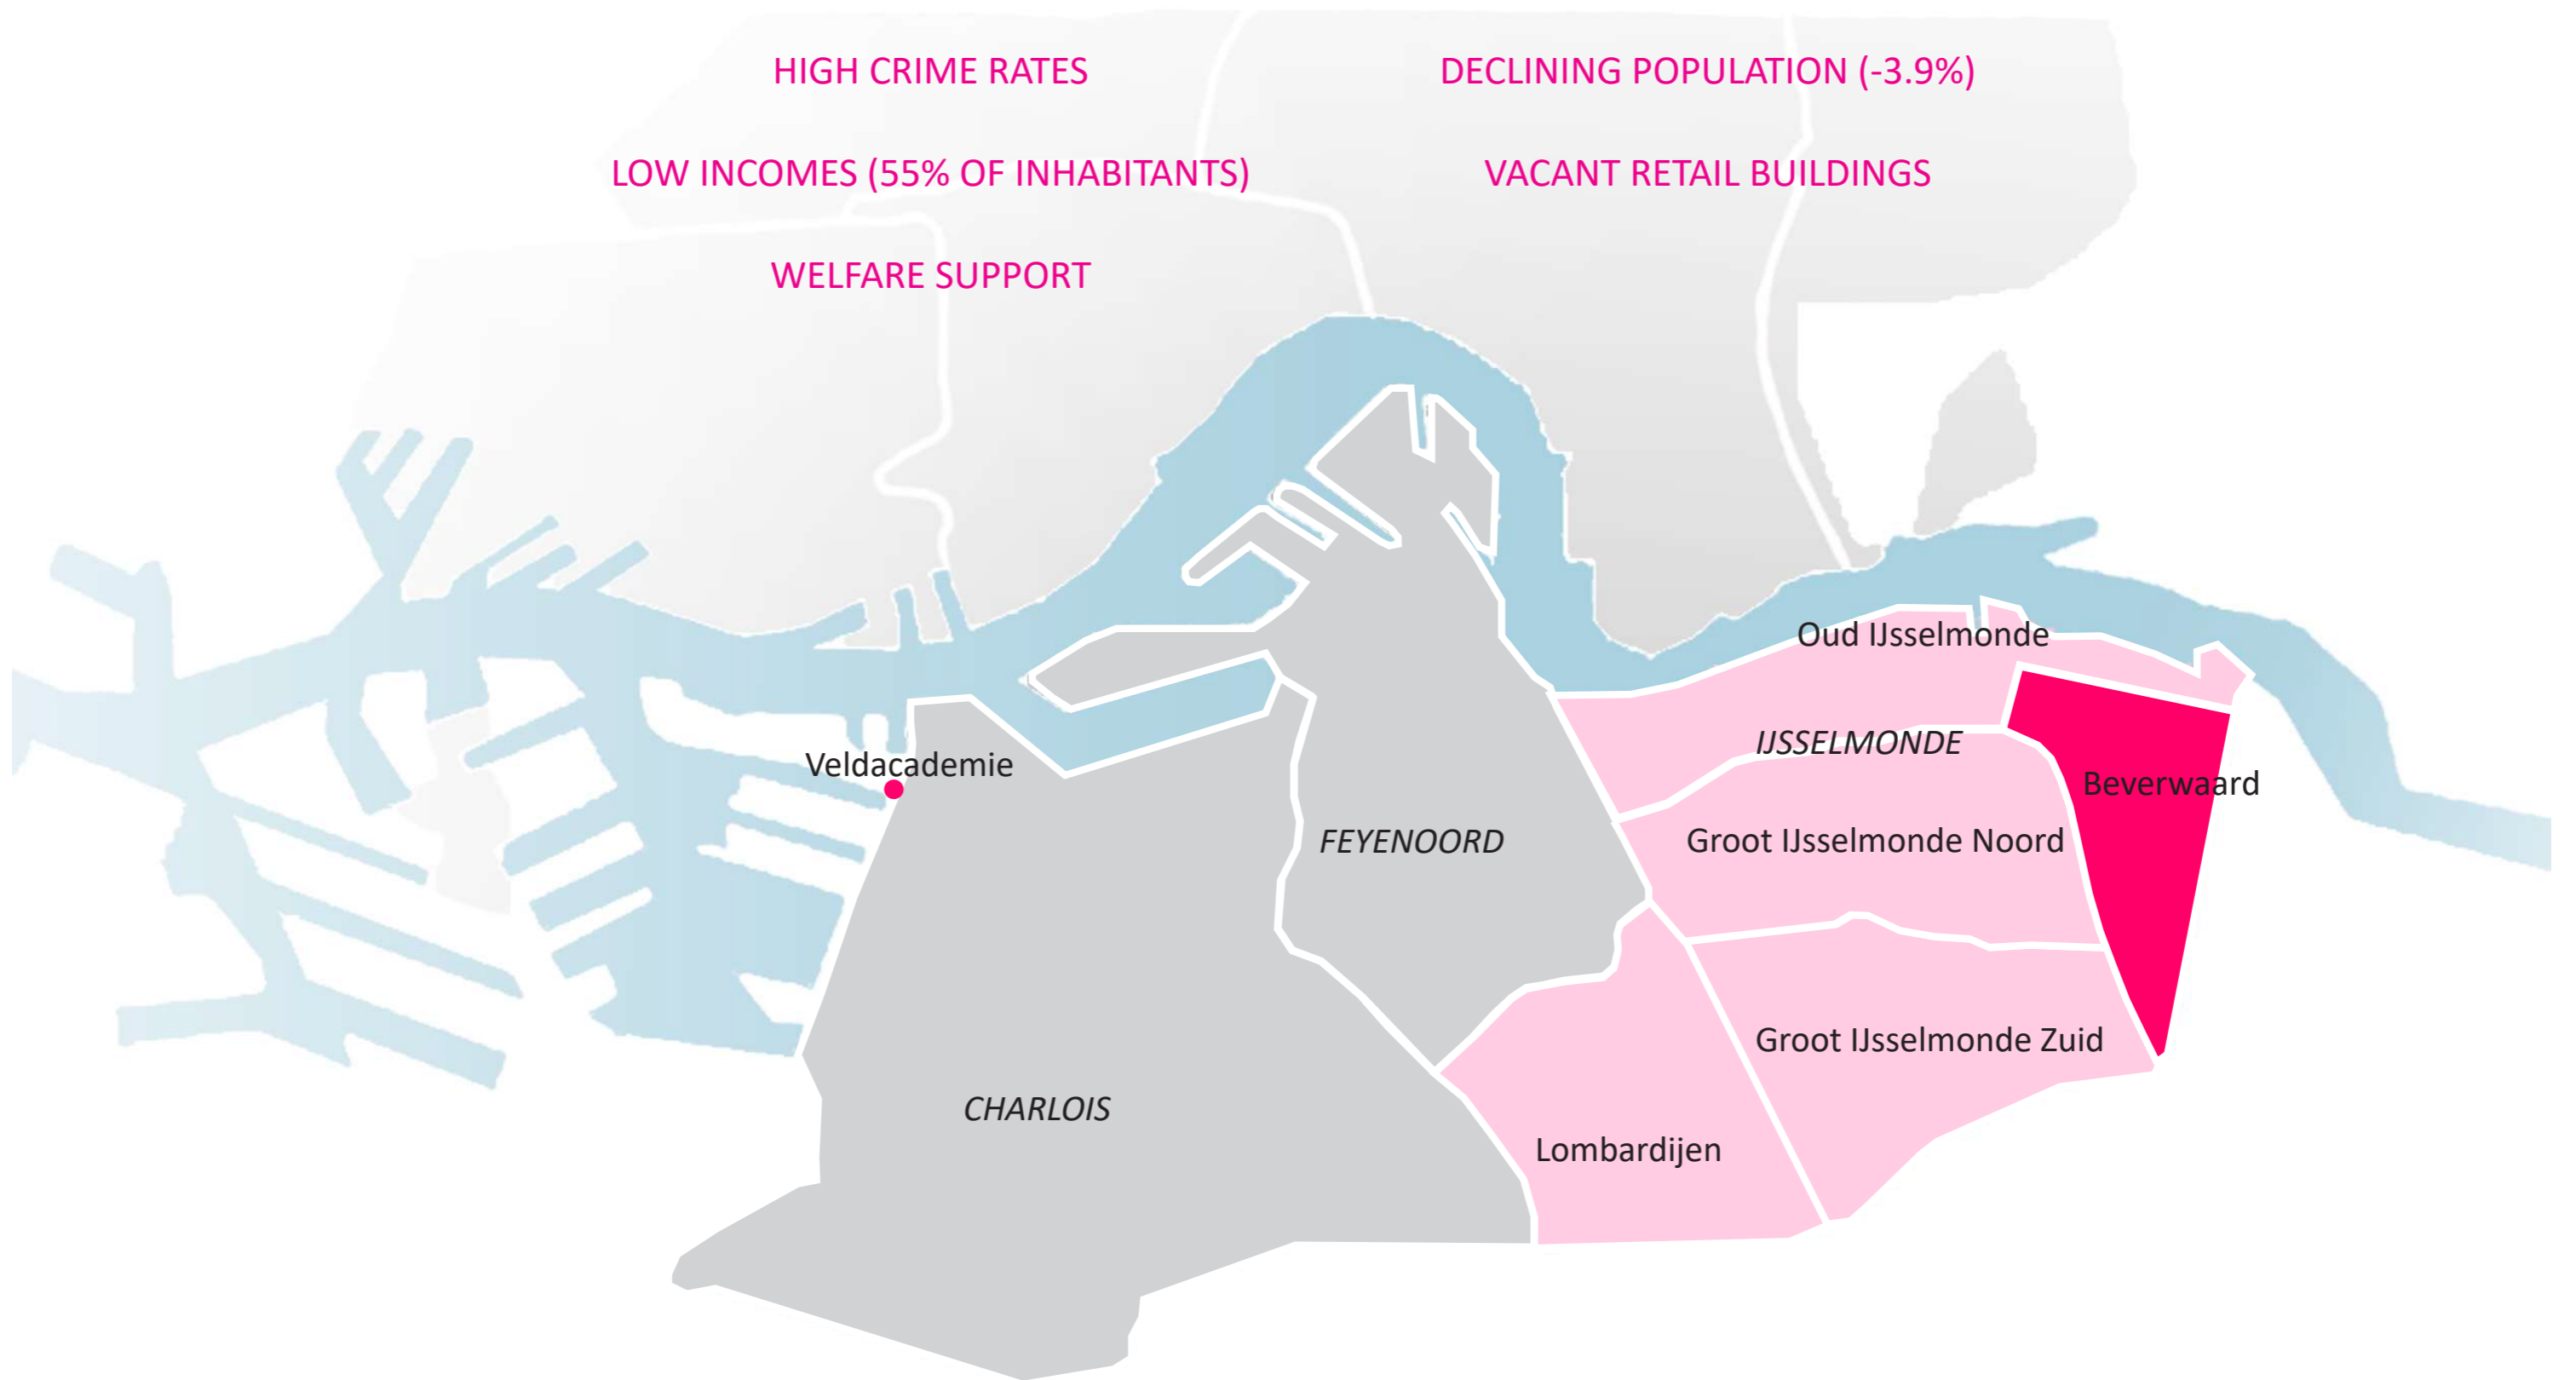 HIGH CRIME RATES
DECLINING POPULATION (-3.9%)
LOW INCOMES (55% OF INHABITANTS)
VACANT RETAIL BUILDINGS
WELFARE SUPPORT
Oud IJsselmonde
IJSSELMONDE
Veldacademie
Beverwaard
FEYENOORD
Groot IJsselmonde Noord
Groot IJsselmonde Zuid
CHARLOIS
Lombardijen